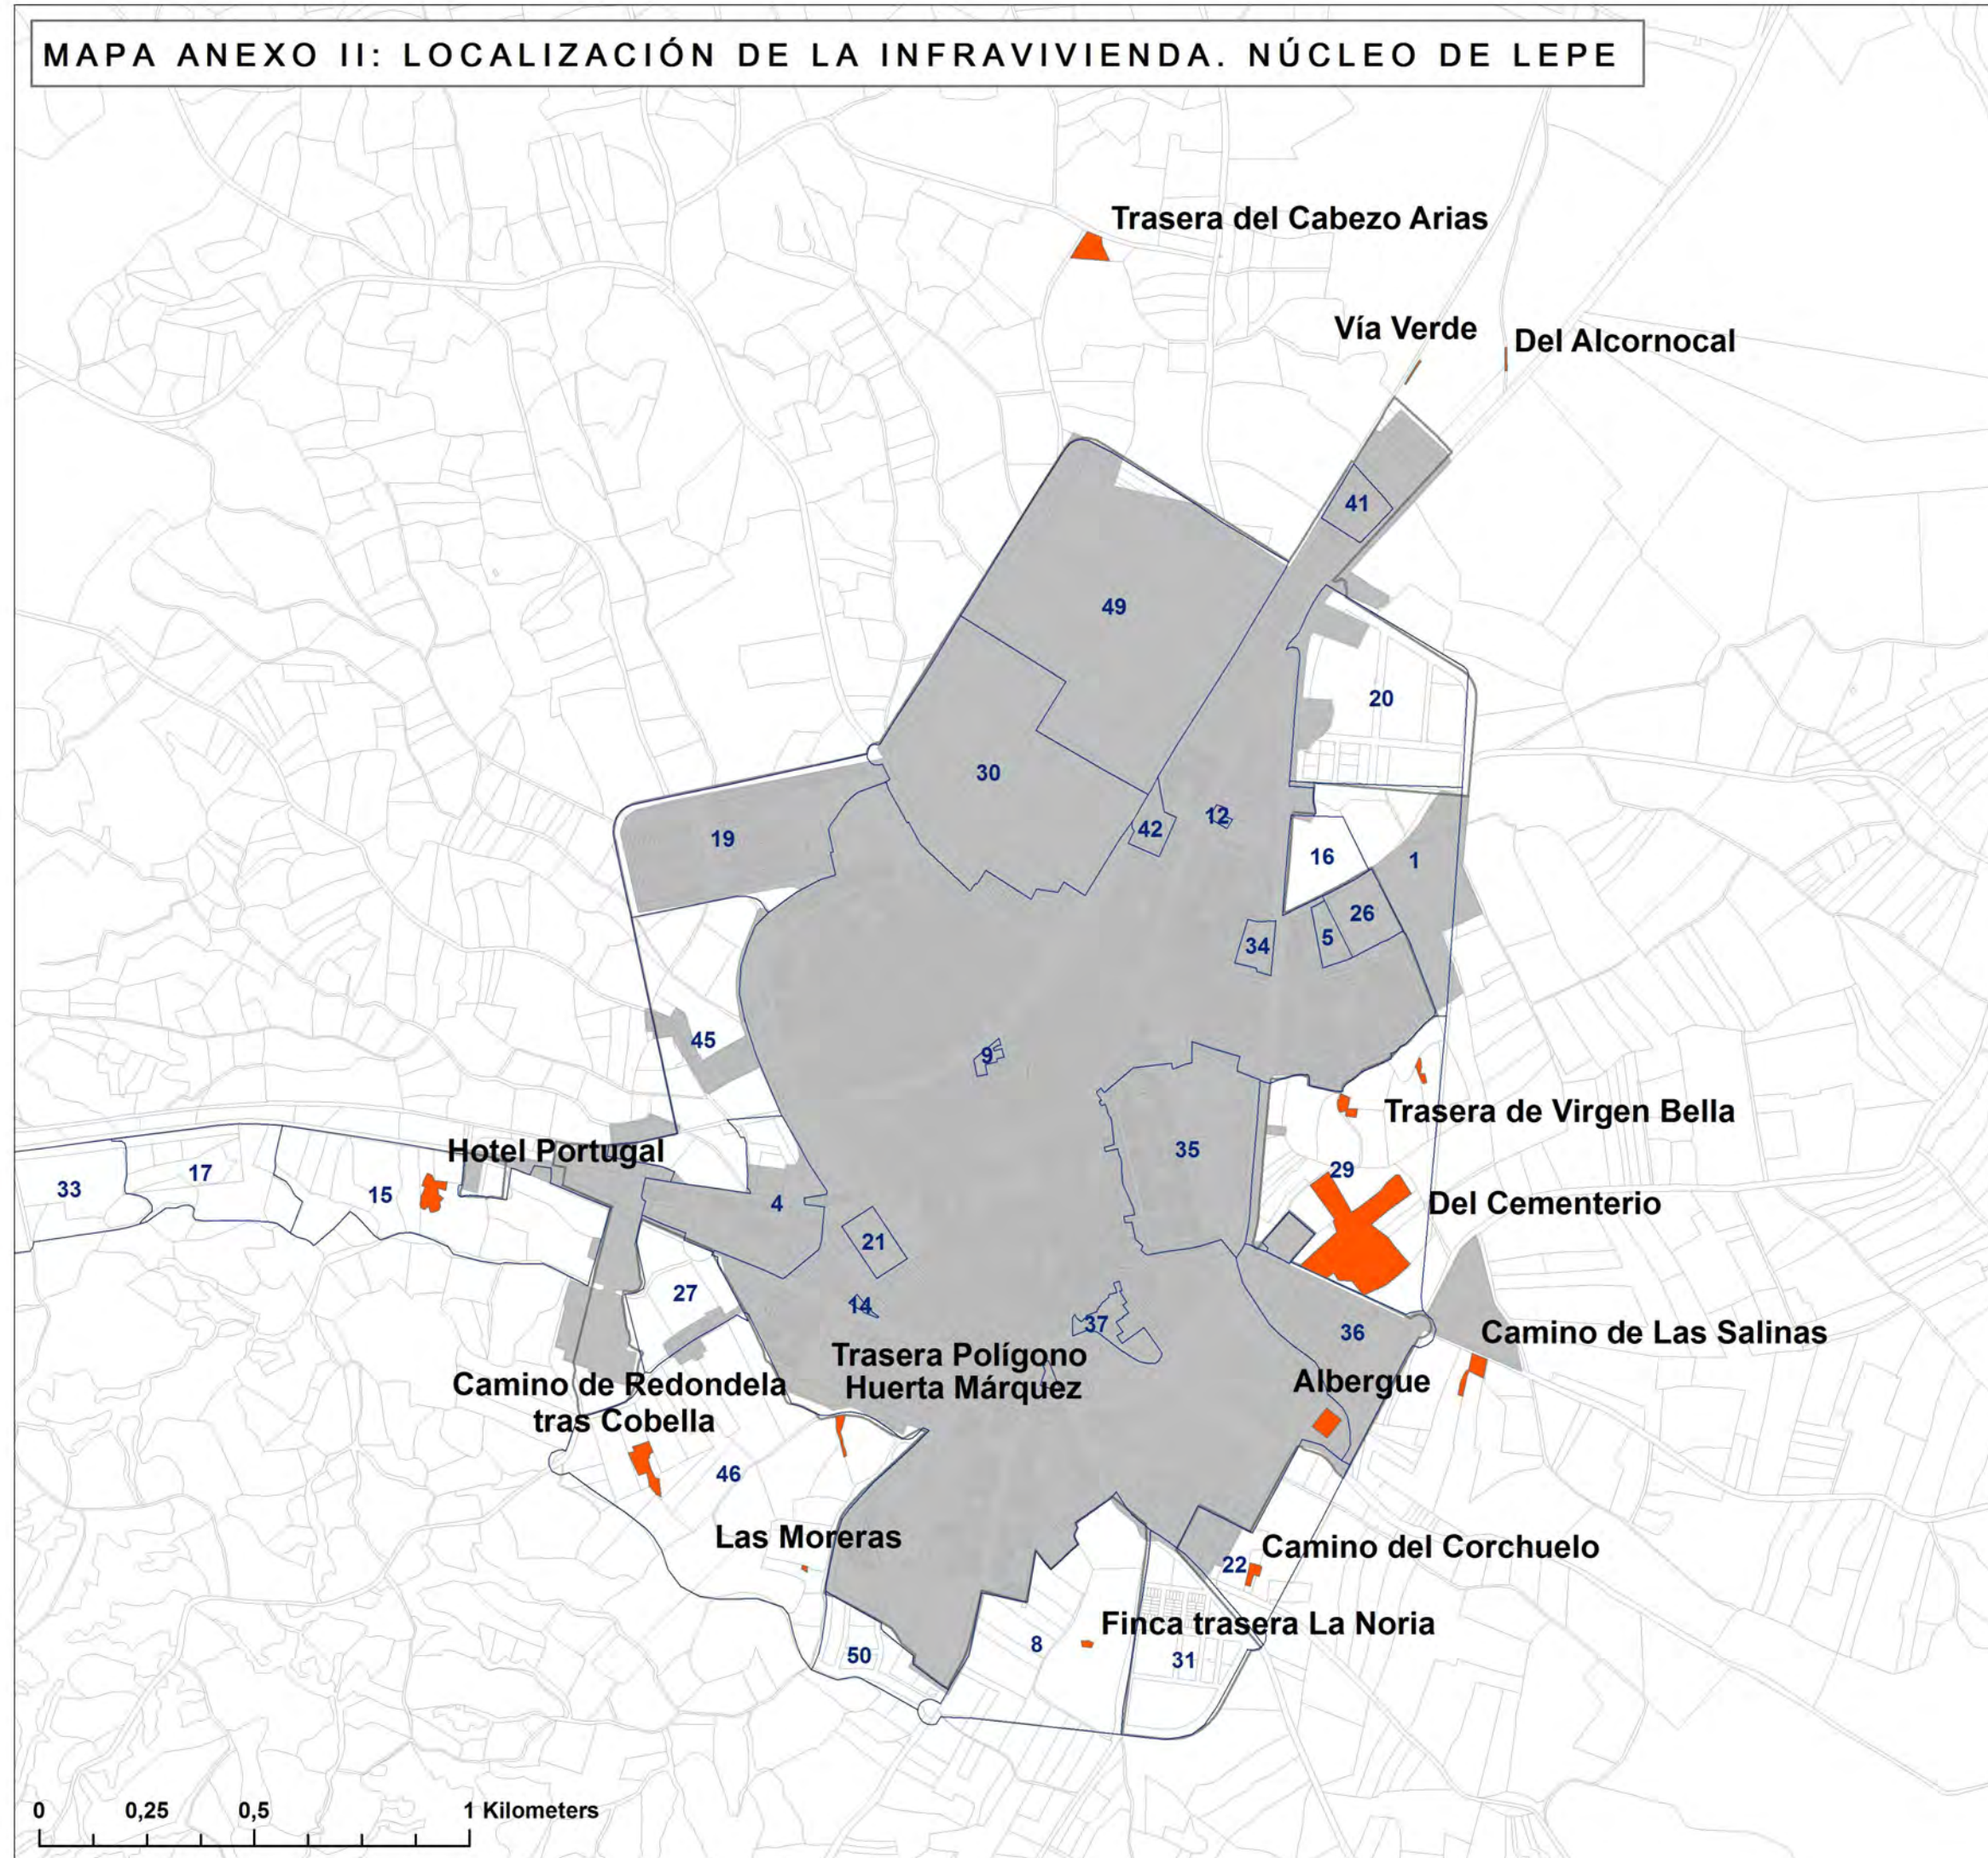 MAPA ANEXO II: LOCALIZACIÓN DE LA INFRAVIVIENDA. NÚCLEO DE LEPE
Trasera del Cabezo Arias
Vía Verde
Del Alcornocal
41
49
20
30
12
42
19
16
1
26
5
34
45
9
Trasera de Virgen Bella
Hotel Portugal
35
29
17
33
15
4
Del Cementerio
21
27
14
37
36
Camino de Las Salinas
Trasera Polígono
Huerta Márquez
Albergue
Camino de Redondela
tras Cobella
46
Las Moreras
Camino del Corchuelo
22
Finca trasera La Noria
8
50
31
0 0,25 0,5 1 Kilometers